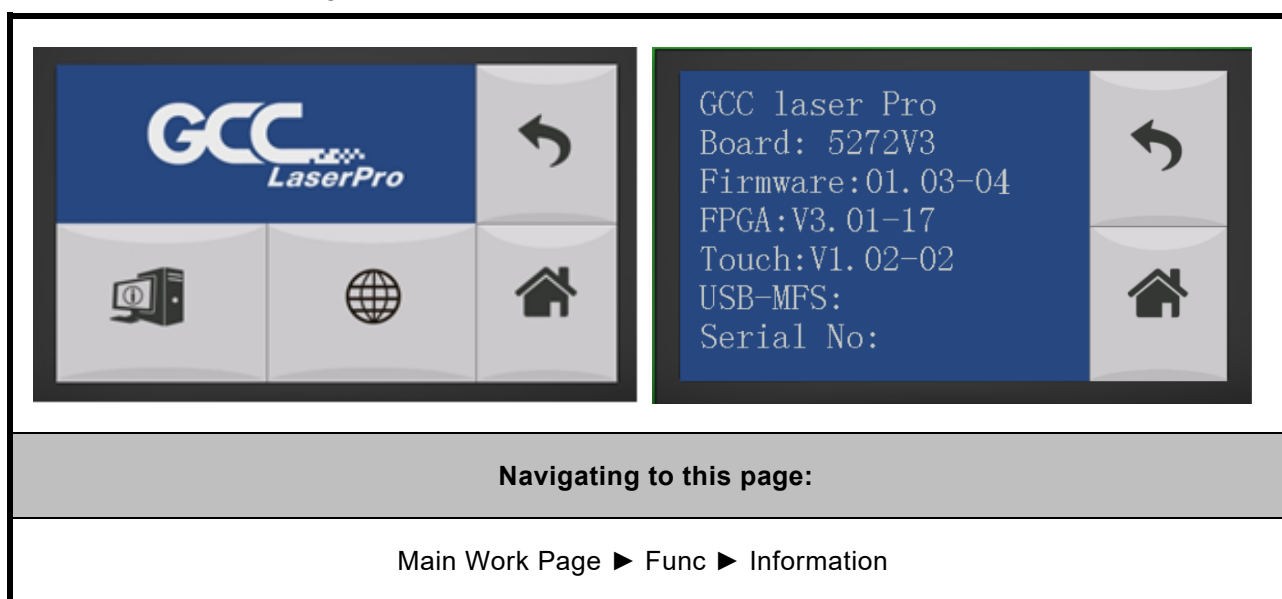 GCC
LaserPro
GCC laser Pro
Board: 5272V3
Firmware:01.03-04
FPGA:V3.01-17
Touch:V1.02-02
USB-MFS:
Serial No:
Navigating to this page:
Main Work Page ► Func ► Information